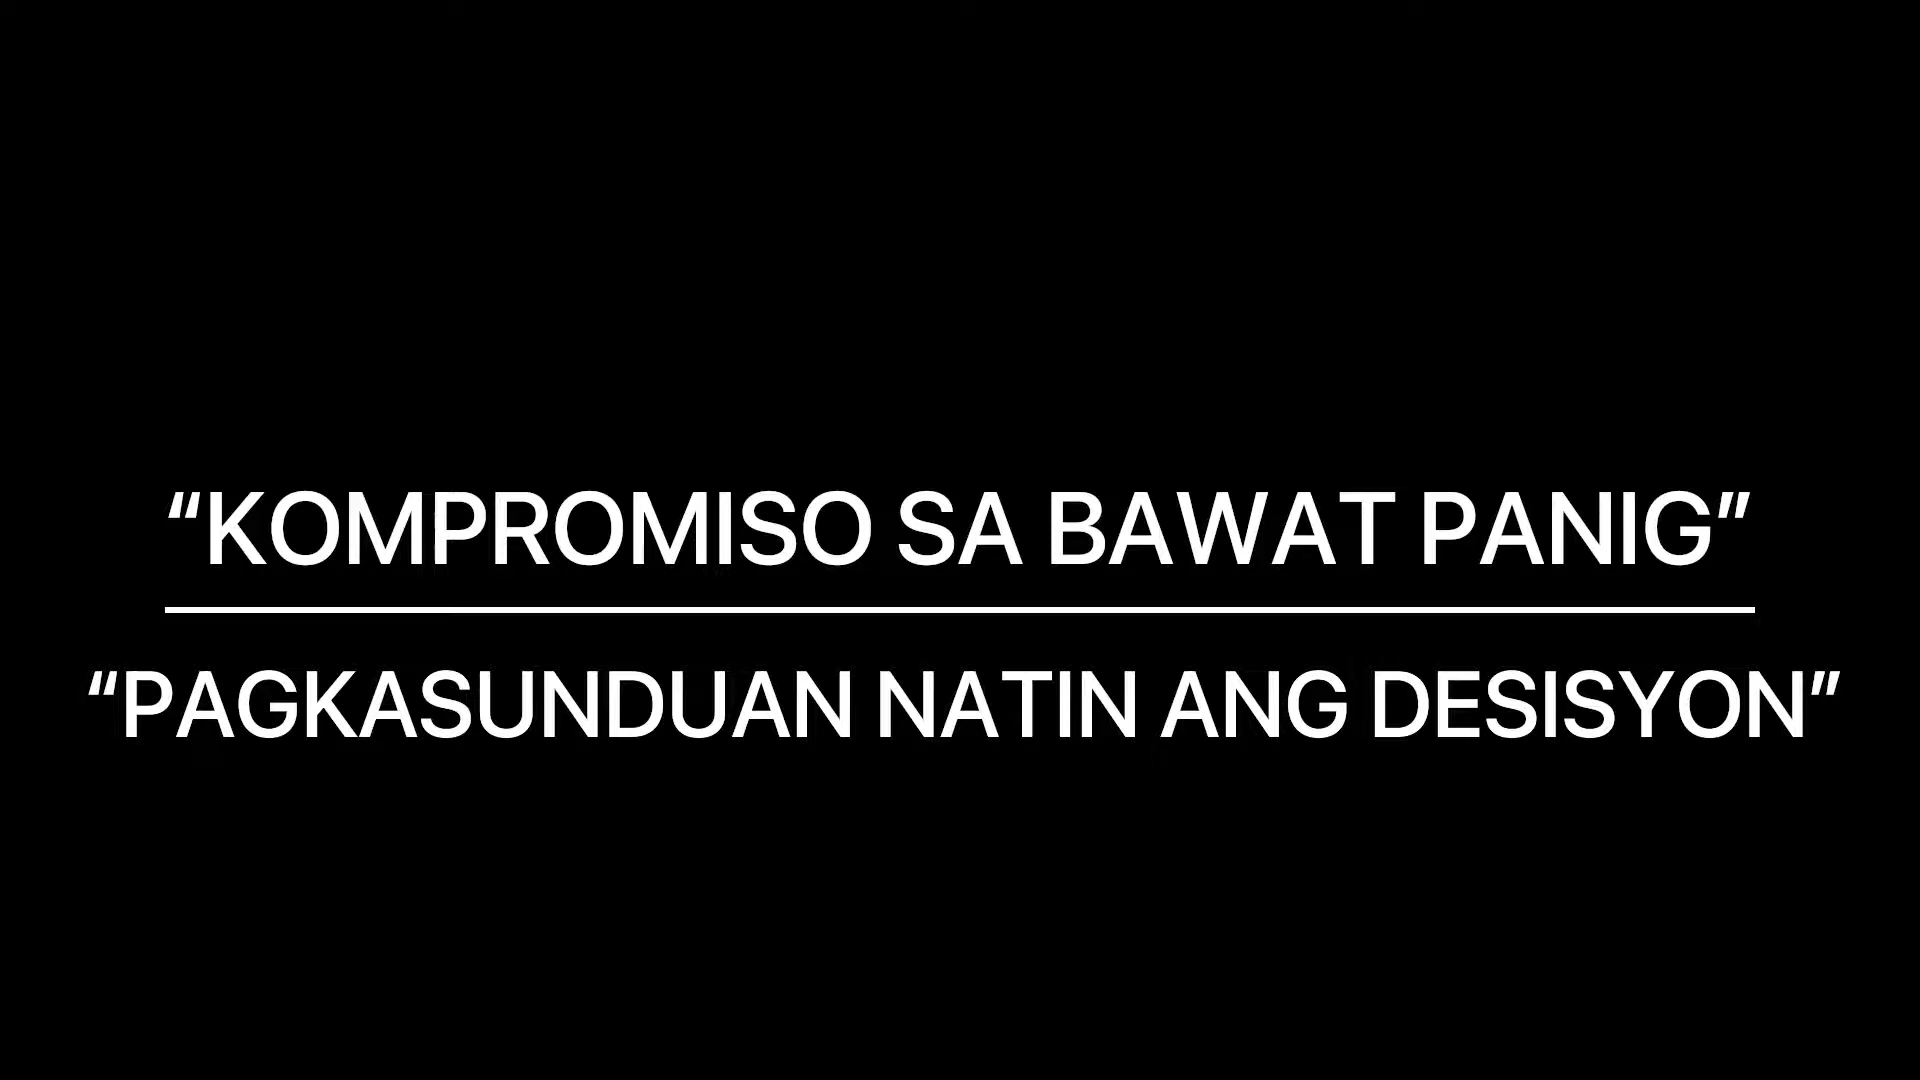 “KOMPROMISO SA BAWAT PANIG”
“PAGKASUNDUAN NATIN ANG DESISYON”